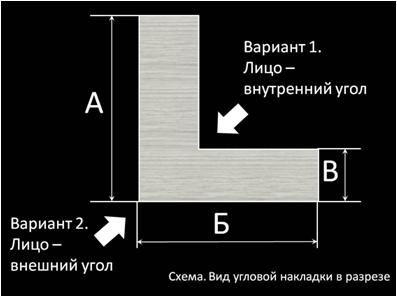 Вариант 1.
Лицо –
внутренний угол
А
В
Вариант 2.
Лицо –
внешний угол
Б
Схема. Вид угловой накладки в разрезе